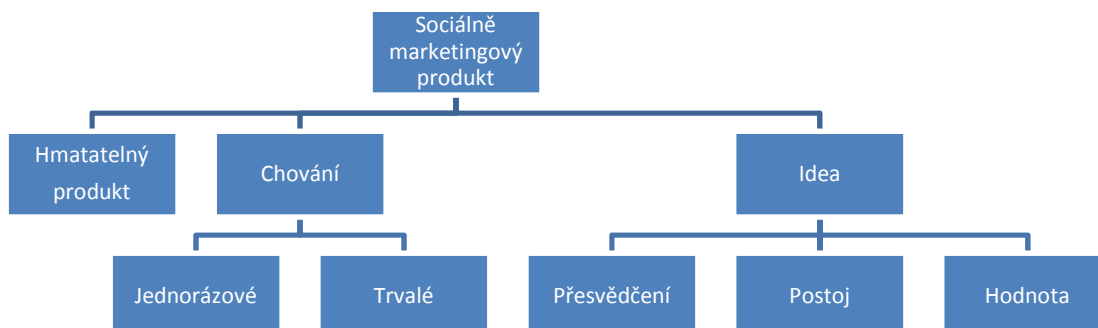 Sociálně
marketingový
produkt
Hmatatelný
produkt
Chování
Idea
Jednorázové
Trvalé
Přesvědčení
Postoj
Hodnota